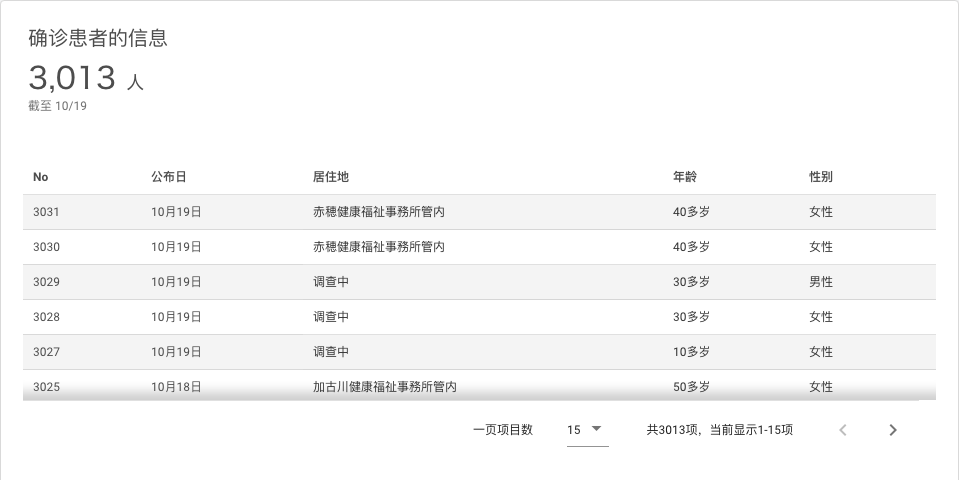 确诊患者的信息
3,013 人
截至 10/19
No 公布日 居住地 年龄 性别
3031 10月19日 赤穂健康福祉事務所管内 40多岁 女性
3030 10月19日 赤穂健康福祉事務所管内 40多岁 女性
3029 10月19日 调查中 30多岁 男性
3028 10月19日 调查中 30多岁 女性
3027 10月19日 调查中 10多岁 女性
3025 10月18日 加古川健康福祉事務所管内 50多岁 女性
一页项目数 15 共3013项，当前显示1-15项